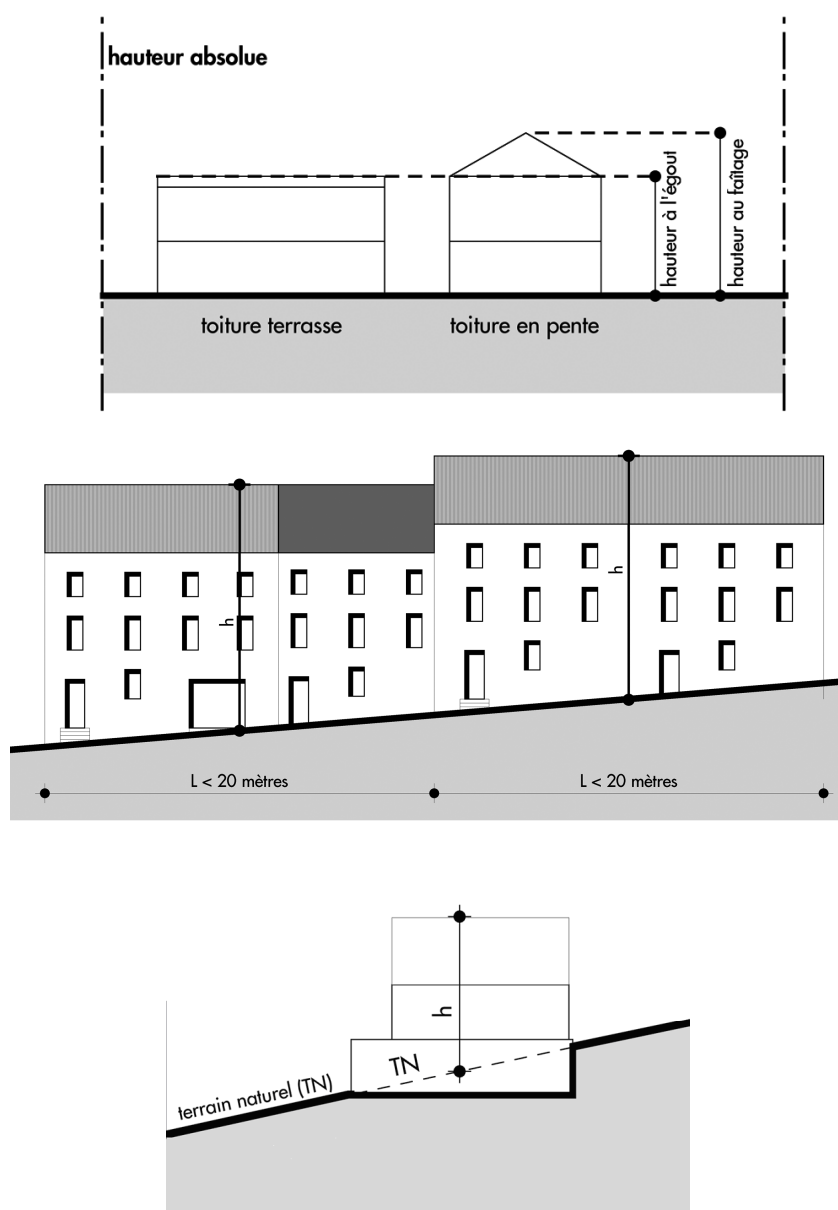 hauteur absolue
hauteur à l'égout
hauteur au faîtage
toiture terrasse
toiture en pente
h
h
L < 20 mètres
L < 20 mètres
h
TN
terrain naturel (TN)